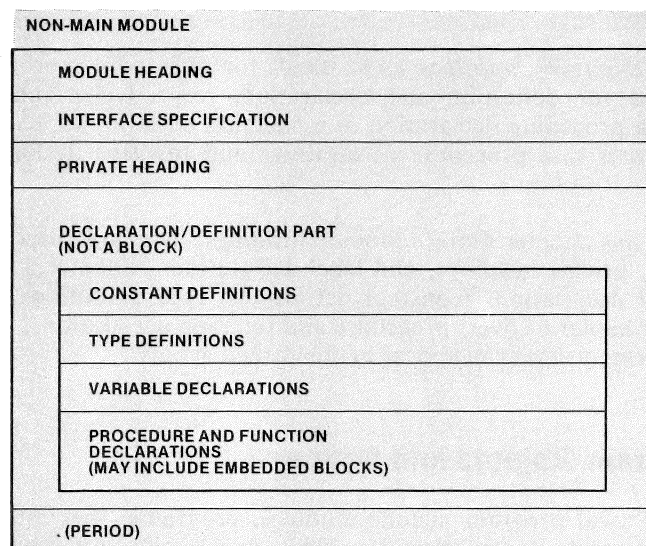 NON-MAIN MODULE
MODULE HEADING
INTERFACE SPECIFICATION
PRIVATE HEADING
DECLARATION/DEFINITION PART
(NOT A BLOCK)
CONSTANT DEFINITIONS
TYPE DEFINITIONS
VARIABLE DECLARATIONS
PROCEDURE AND FUNCTION
DECLARATIONS
(MAY INCLUDE EMBEDDED BLOCKS)
. (PERIOD)